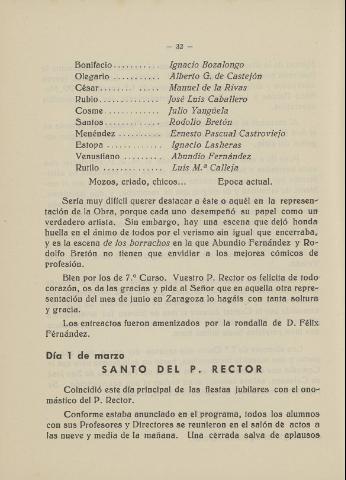 — 32 —
Bonifacio........... Ignacio Bozalongo
Olegario ........... Alberto G. de Castejón
César.............. Manuel de la Rivas
Rubio.............. José Luis Caballero
Cosme............. Julio Yangüela
Santos............. Rodolfo Bretón
Menéndez ......... Ernesto Pascual Castroviejo
Estopa ............ Ignacio Lasheras
Venustiano ........ Abundio Fernández
Rutilo ............. Luis M.ª Calleja
Mozos, criado, chicos... Epoca actual.
Sería muy difícil querer destacar a éste o aquél en la represen-
tación de la Obra, porque cada uno desempeñó su papel como un
verdadero artista. Sin embargo, hay una escena que dejó honda
huella en el ánimo de todos por el verismo sin igual que encerraba,
y es la escena de los borrachos en la que Abundio Fernández y Ro-
dolfo Bretón no tienen que envidiar a los mejores cómicos de
profesión.
Bien por los de 7.º Curso. Vuestro P. Rector os felicita de todo
corazón, os da las gracias y pide al Señor que en aquella otra repre-
sentación del mes de junio en Zaragoza lo hagáis con tanta soltura
y gracia.
Los entreactos fueron amenizados por la rondalla de D. Félix
Férnández.
Día 1 de marzo
SANTO DEL P. RECTOR
Coincidió este día principal de las fiestas jubilares con el ono-
mástico del P. Rector.
Conforme estaba anunciado en el programa, todos los alumnos
con sus Profesores y Directores se reunieron en el salón de actos a
las nueve y media de la mañana. Una cerrada salva de aplausos